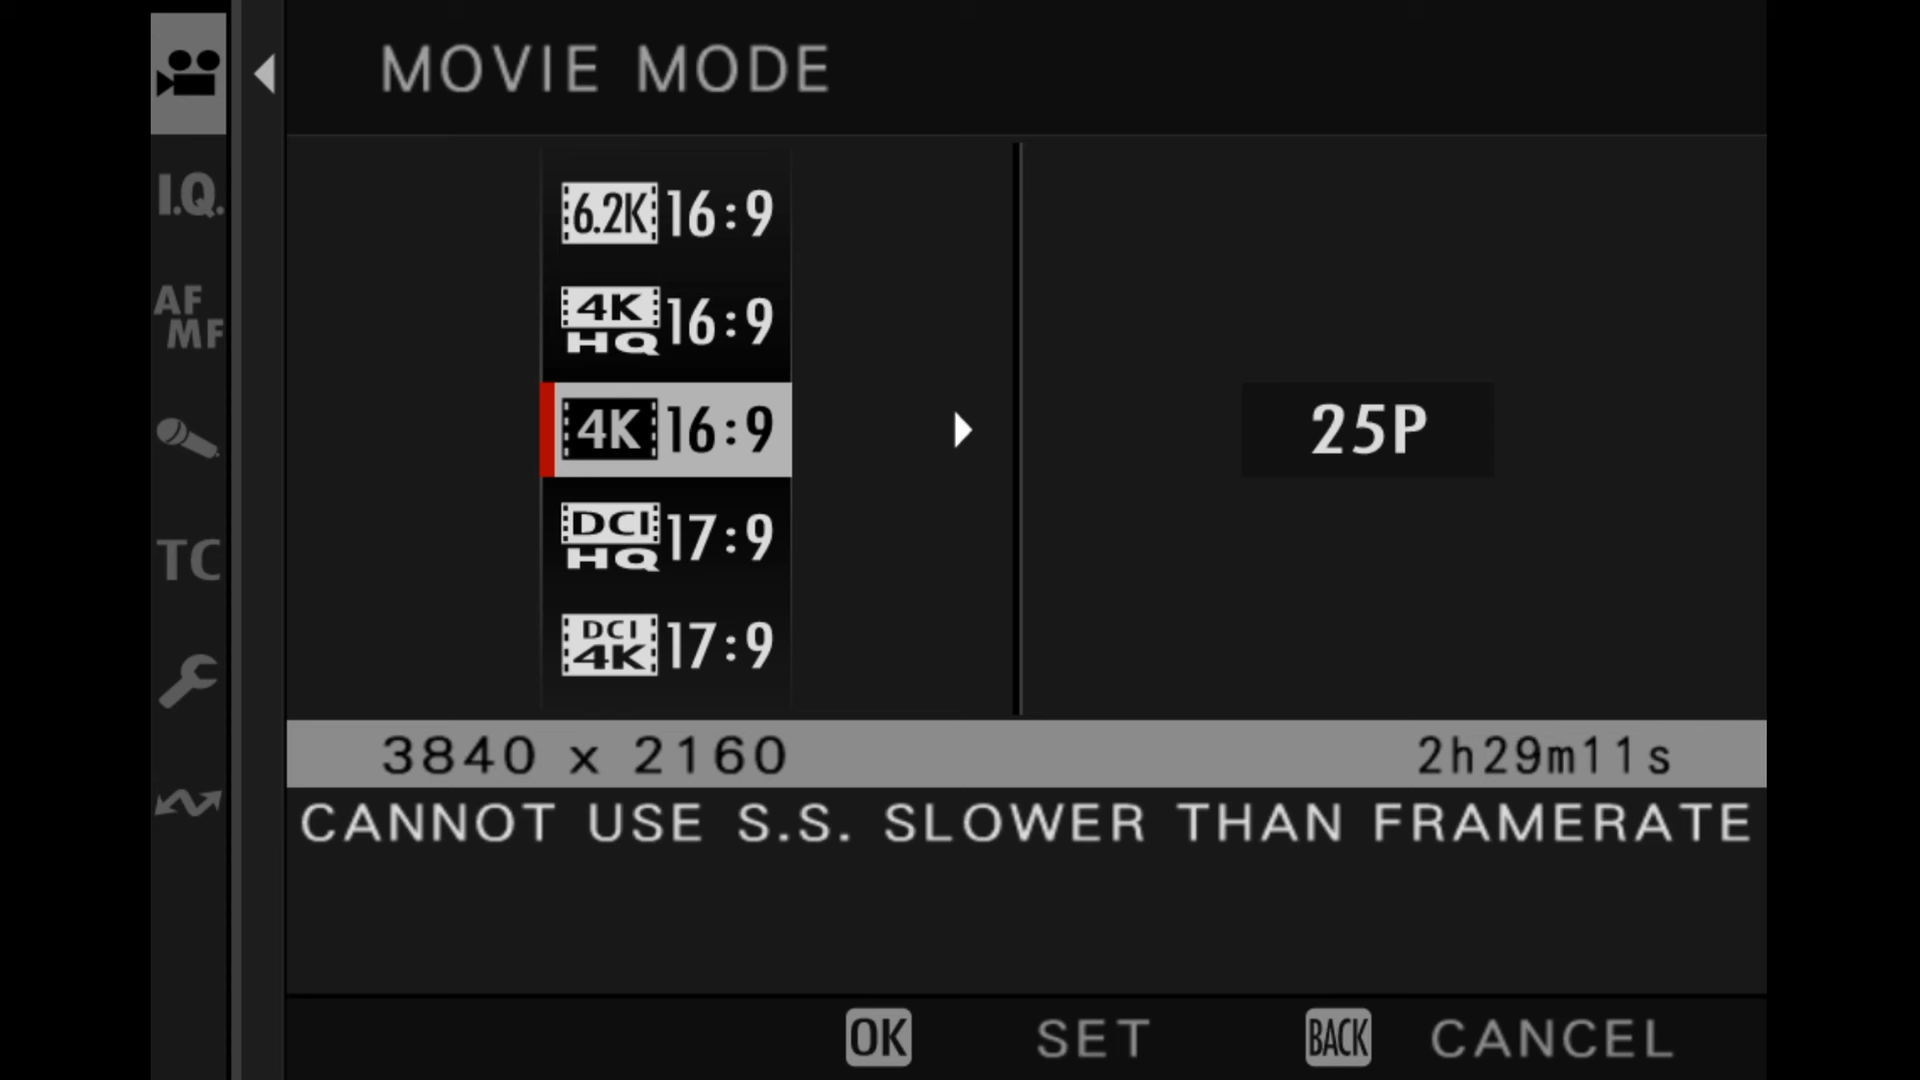 MOVIE MODE
I.Q.
AF
MF
TC
6.2K 16:9
4K HQ 16:9
4K 16:9
DCI HQ 17:9
DCI 4K 17:9
25P
3840 x 2160 2h29m11s
CANNOT USE S.S. SLOWER THAN FRAMERATE
OK SET BACK CANCEL